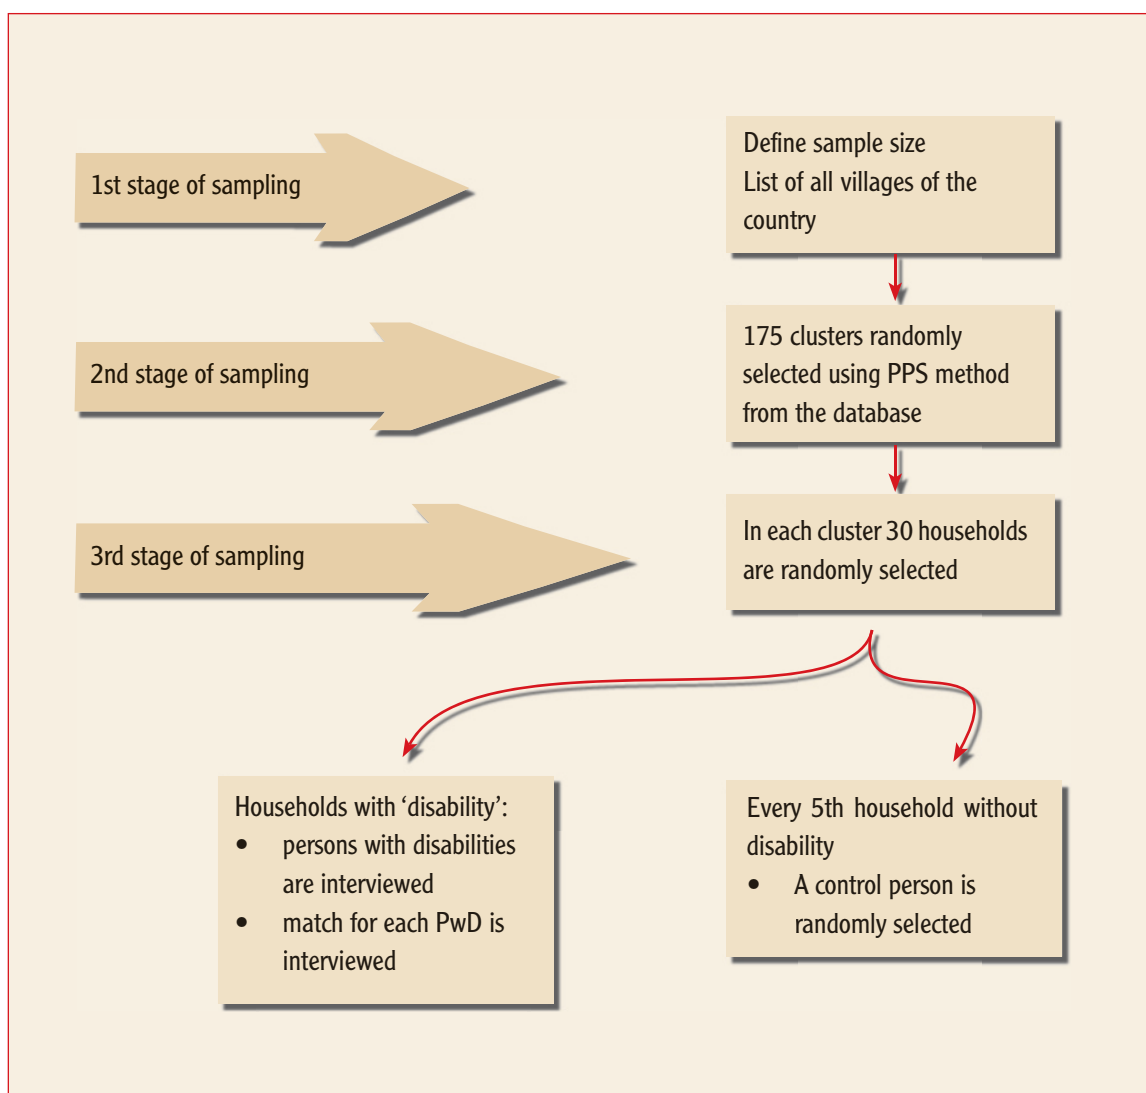 1st stage of sampling
Define sample size
List of all villages of the
country
2nd stage of sampling
175 clusters randomly
selected using PPS method
from the database
3rd stage of sampling
In each cluster 30 households
are randomly selected
Households with ‘disability’:
• persons with disabilities
are interviewed
• match for each PwD is
interviewed
Every 5th household without
disability
• A control person is
randomly selected